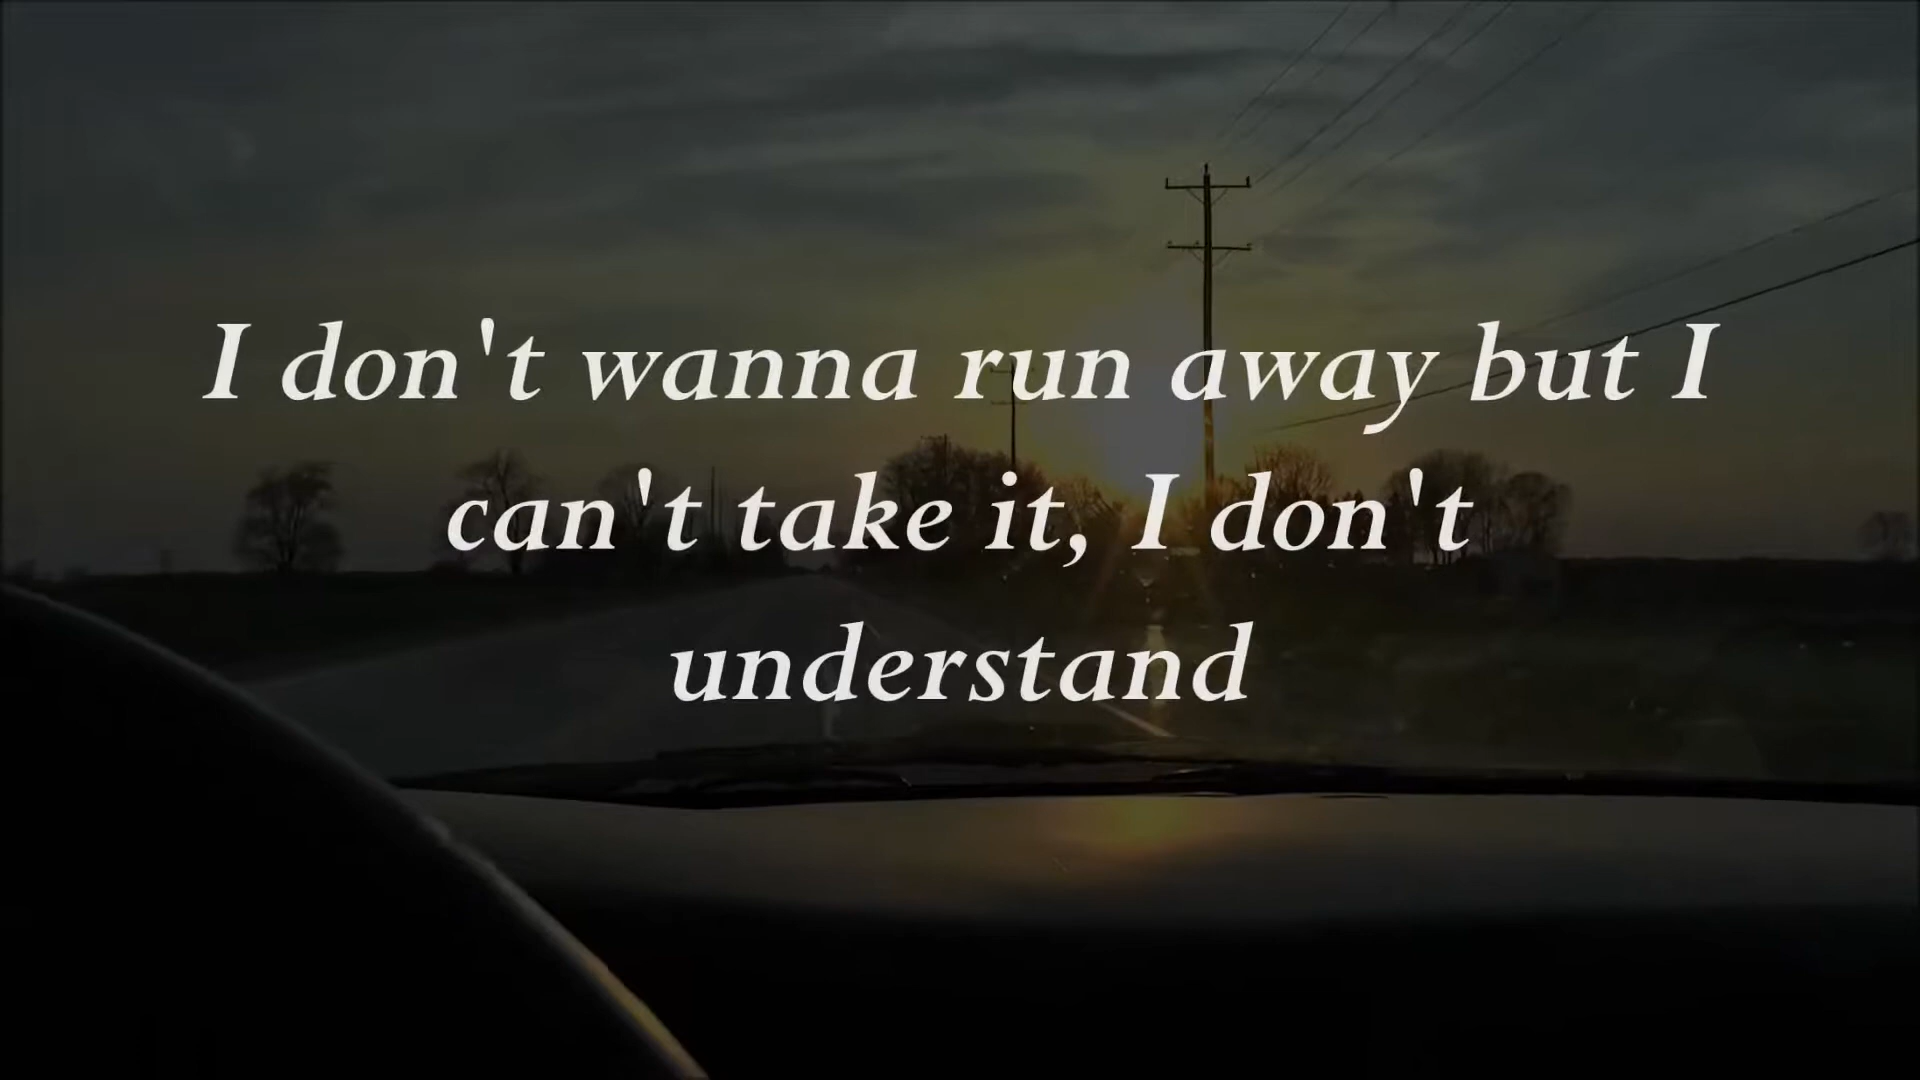 I don't wanna run away but I
can't take it, I don't
understand